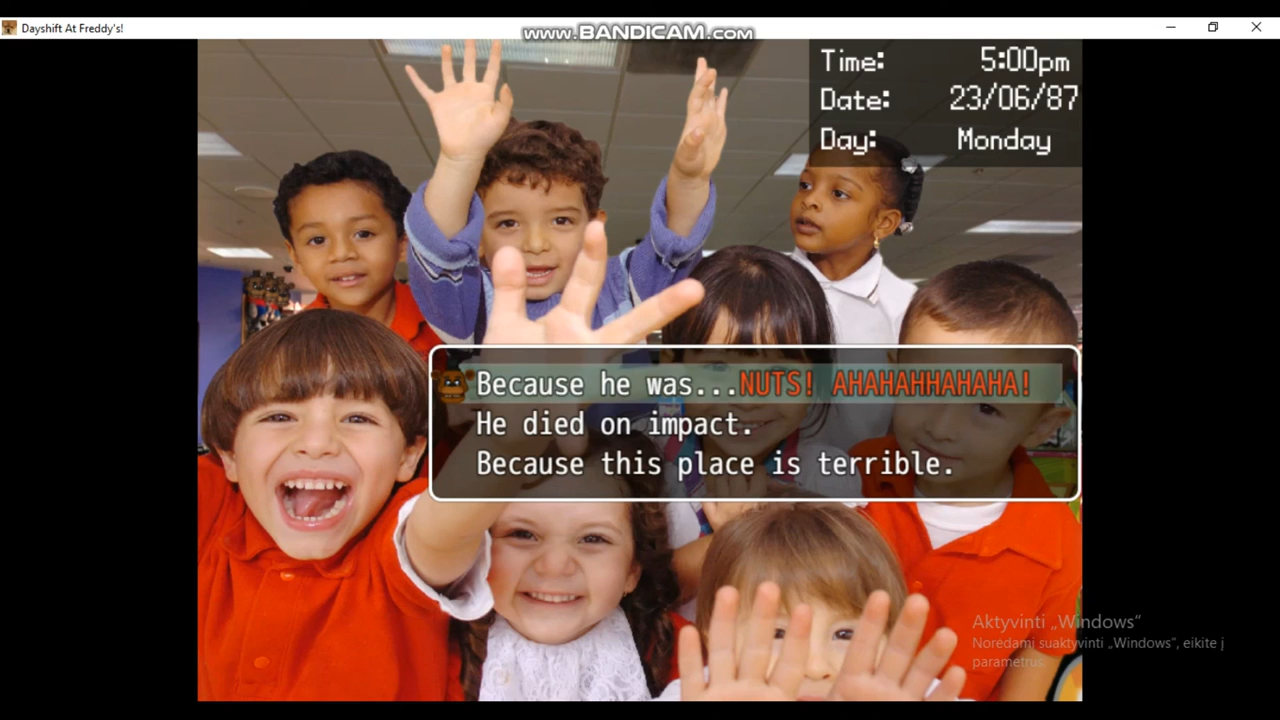 Dayshift At Freddy's!
www.BANDICAM.com
Time: 5:00pm
Date: 23/06/87
Day: Monday
Because he was...NUTS! AHAHAHHAHAHA!
He died on impact.
Because this place is terrible.
Aktyvinti „Windows“
Norėdami suaktyvinti „Windows“, eikite į
parametrus.